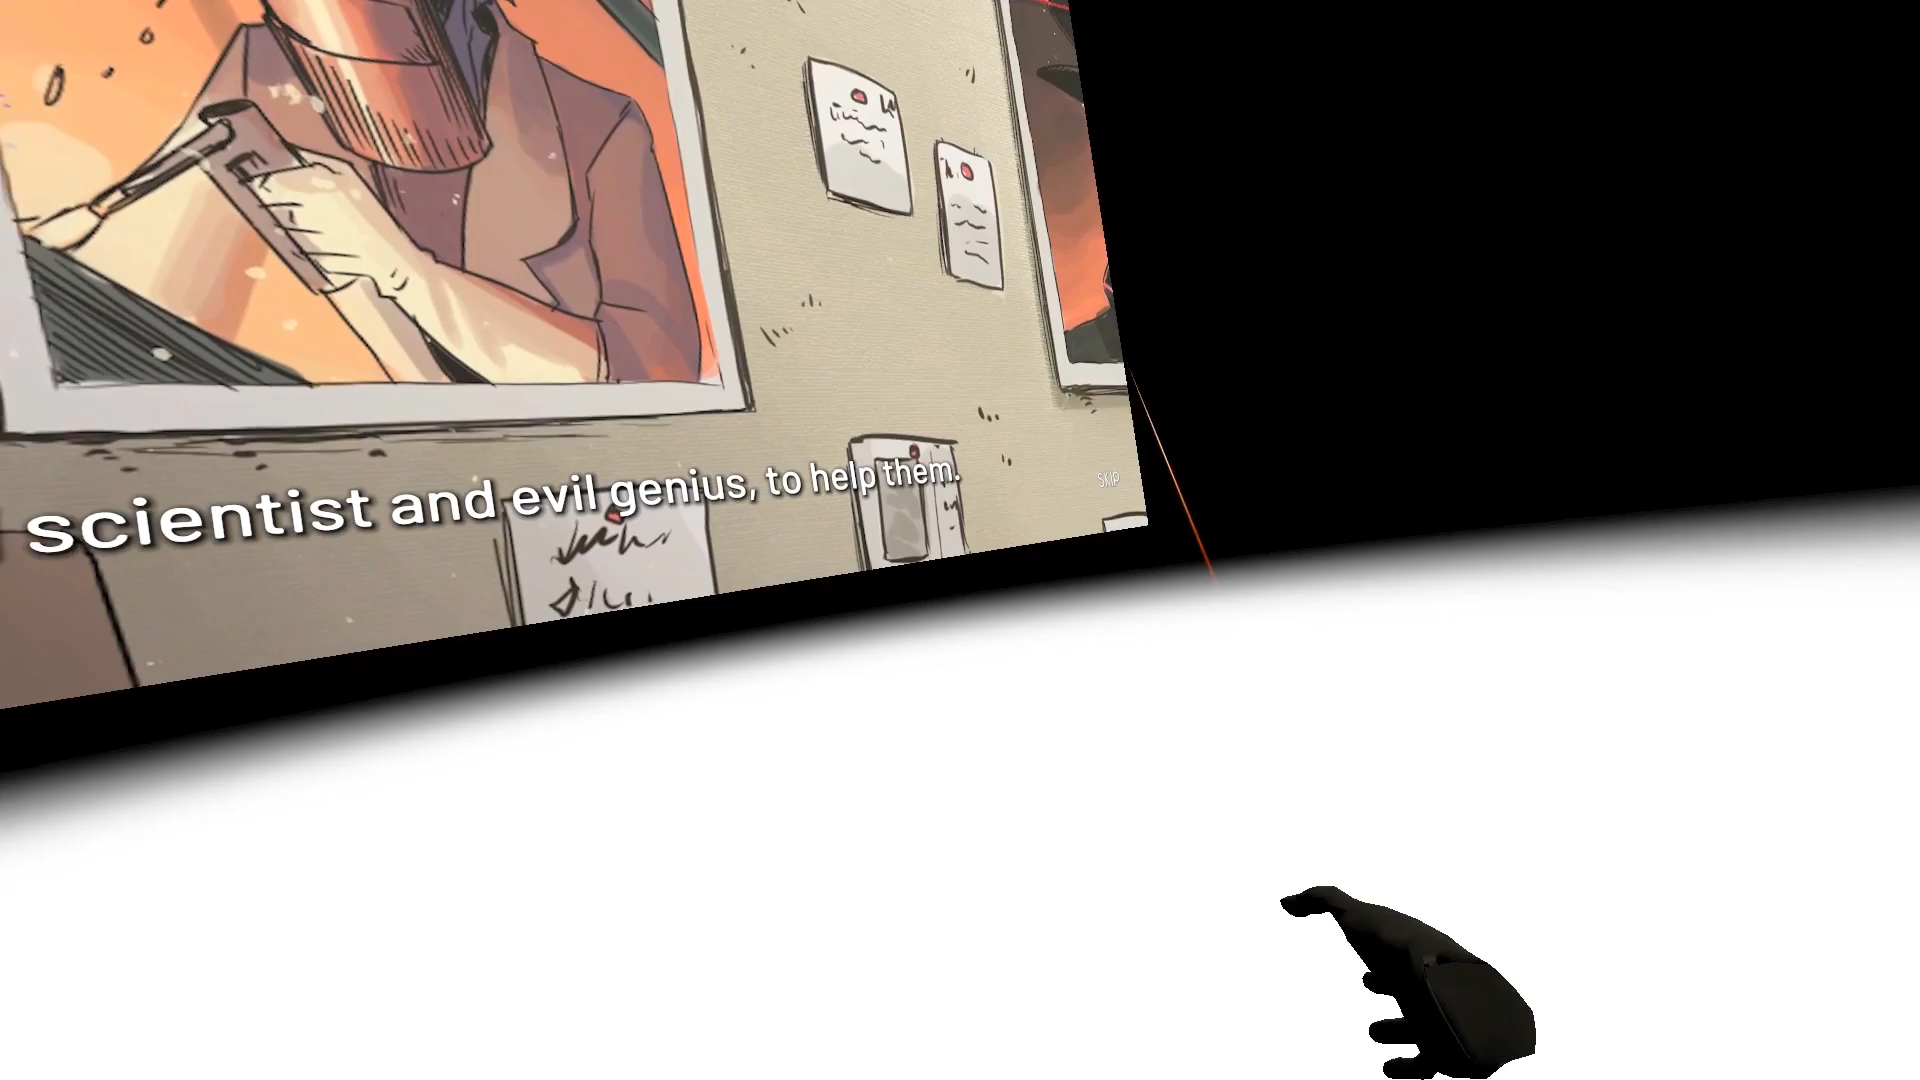 scientist and evil genius, to help them.
SKIP